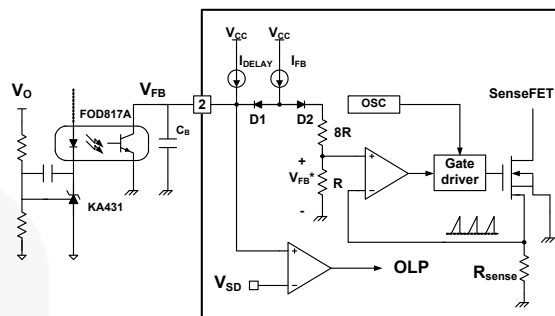 V_CC V_CC
I_DELAY I_FB
V_O
V_FB
2
FOD817A
C_B
D1 D2
8R
OSC
SenseFET
+
V_FB*
-
R
+
-
Gate driver
KA431
+
-
V_SD
OLP
R_sense